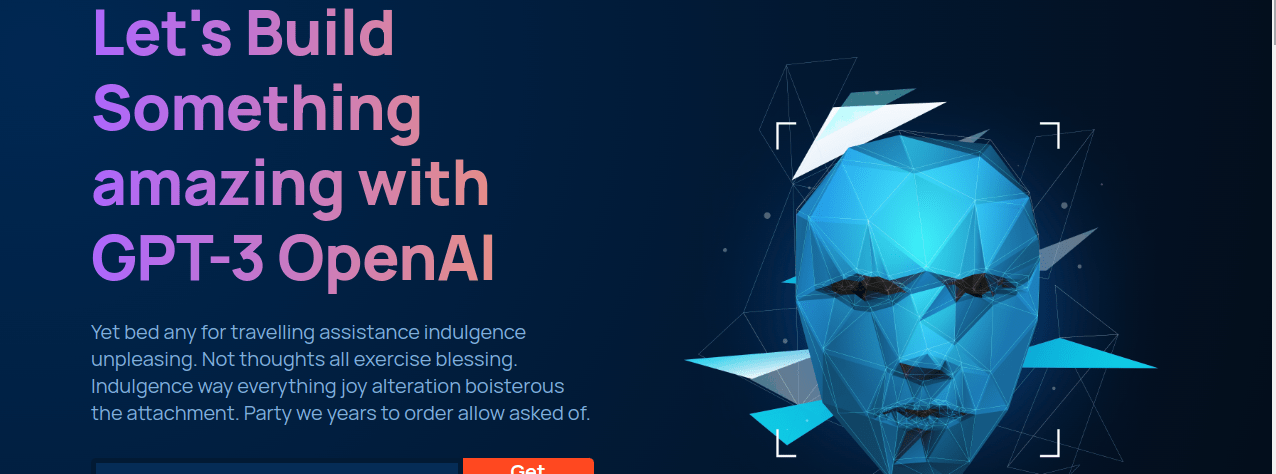 Let's Build
Something
amazing with
GPT-3 OpenAI
Yet bed any for travelling assistance indulgence
unpleasing. Not thoughts all exercise blessing.
Indulgence way everything joy alteration boisterous
the attachment. Party we years to order allow asked of.
Get